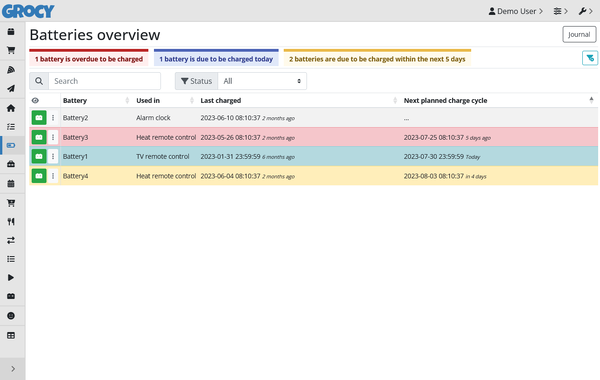 GROCY
Demo User
Batteries overview
Journal
1 battery is overdue to be charged
1 battery is due to be charged today
2 batteries are due to be charged within the next 5 days
Search
Status
All
Battery Used in Last charged Next planned charge cycle
Battery2 Alarm clock 2023-06-10 08:10:37 2 months ago ...
Battery3 Heat remote control 2023-05-26 08:10:37 2 months ago 2023-07-25 08:10:37 5 days ago
Battery1 TV remote control 2023-01-31 23:59:59 6 months ago 2023-07-30 23:59:59 Today
Battery4 Heat remote control 2023-06-04 08:10:37 2 months ago 2023-08-03 08:10:37 in 4 days